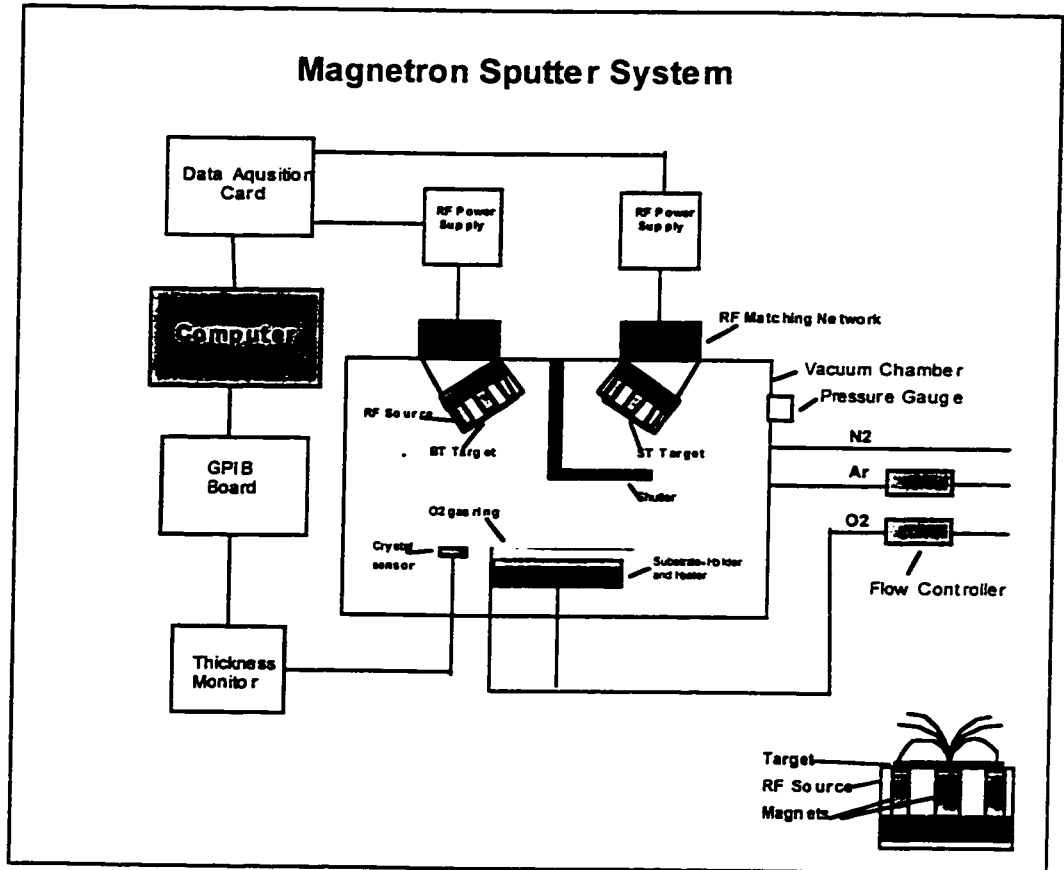 Magnetron Sputter System
Data Aqusition
Card
RF Power
Supply
RF Power
Supply
Computer
RF Matching Network
Vacuum Chamber
Pressure Gauge
RF Source
BT Target
ST Target
N2
Ar
GPIB
Board
Shutter
O2 gas ring
O2
Crystal
sensor
Substrate-Holder
and heater
Flow Controller
Thickness
Monitor
Target
RF Source
Magnets